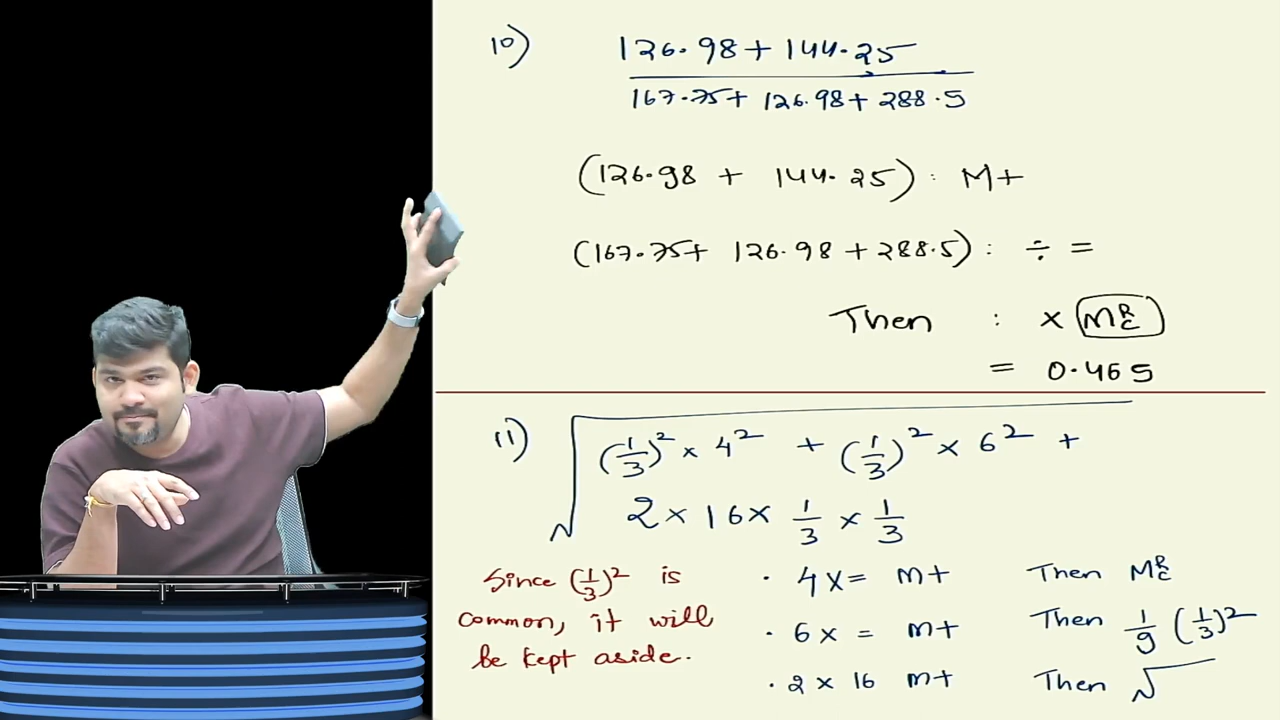 10) 126.98 + 144.25
167.75 + 126.98 + 288.5
(126.98 + 144.25) : M+
(167.75 + 126.98 + 288.5) : ÷ =
Then : × MRC
= 0.465
11) √ (1/3)² × 4² + (1/3)² × 6² +
2 × 16 × 1/3 × 1/3
Since (1/3)² is
common, it will
be kept aside.
· 4 × = M+ Then MRC
· 6 × = M+ Then 1/9 (1/3)²
· 2 × 16 M+ Then √